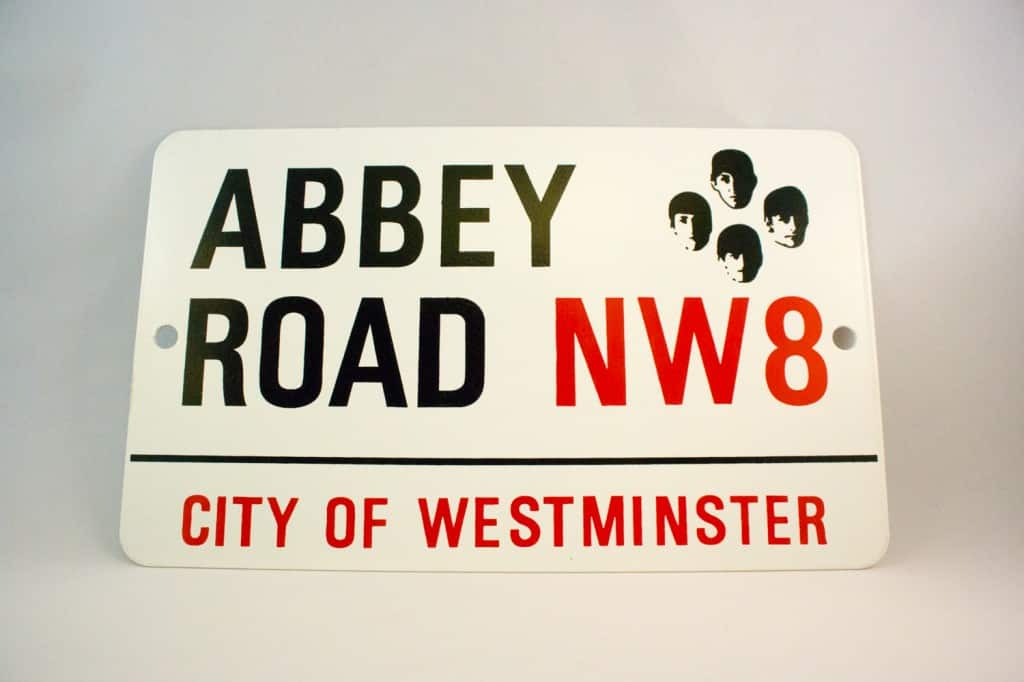 ABBEY
ROAD NW8
CITY OF WESTMINSTER